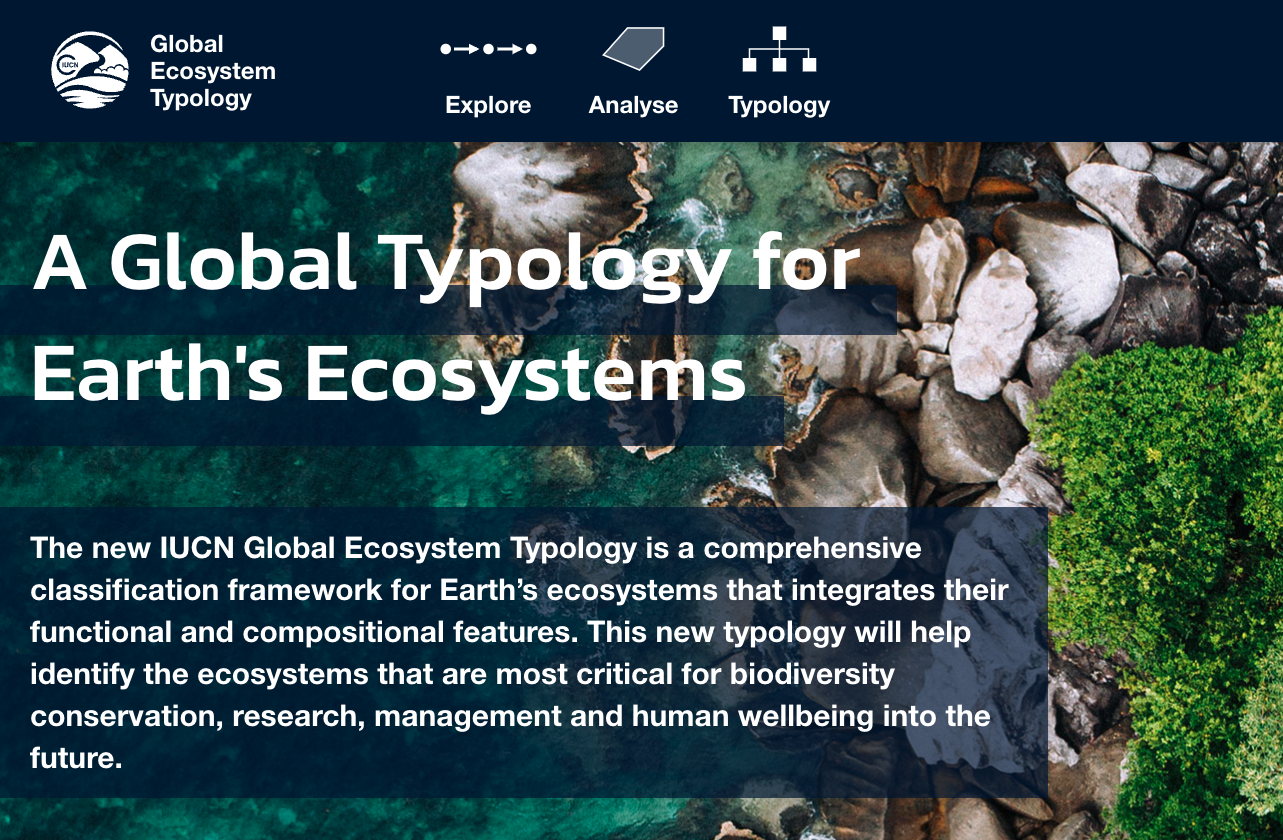 Global
Ecosystem
Typology
IUCN
Explore
Analyse
Typology
A Global Typology for
Earth's Ecosystems
The new IUCN Global Ecosystem Typology is a comprehensive
classification framework for Earth’s ecosystems that integrates their
functional and compositional features. This new typology will help
identify the ecosystems that are most critical for biodiversity
conservation, research, management and human wellbeing into the
future.